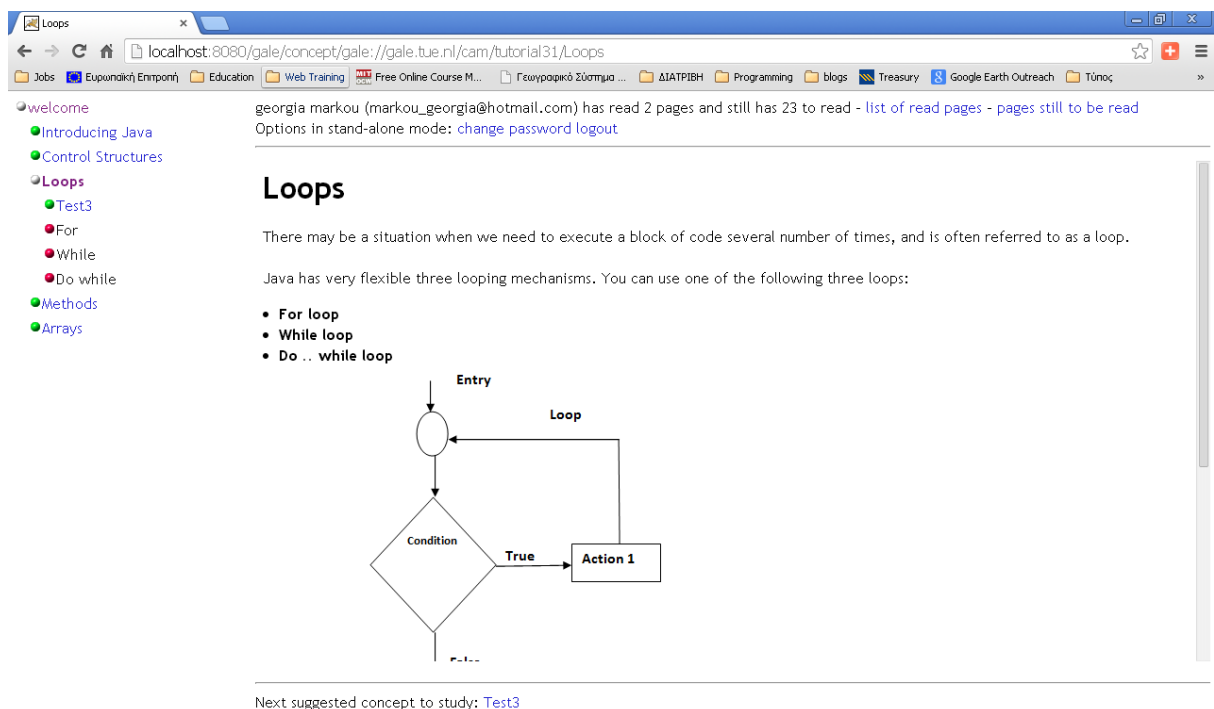 Loops
localhost:8080/gale/concept/gale://gale.tue.nl/cam/tutorial31/Loops
Jobs Ευρωπαϊκή Επιτροπή Education Web Training Free Online Course M... Γεωγραφικό Σύστημα ... ΔΙΑΤΡΙΒΗ Programming blogs Treasury Google Earth Outreach Τύπος »
welcome
Introducing Java
Control Structures
Loops
Test3
For
While
Do while
Methods
Arrays
georgia markou (markou_georgia@hotmail.com) has read 2 pages and still has 23 to read - list of read pages - pages still to be read
Options in stand-alone mode: change password logout
Loops
There may be a situation when we need to execute a block of code several number of times, and is often referred to as a loop.
Java has very flexible three looping mechanisms. You can use one of the following three loops:
• For loop
• While loop
• Do .. while loop
Entry
Loop
Condition
True
Action 1
False
Next suggested concept to study: Test3